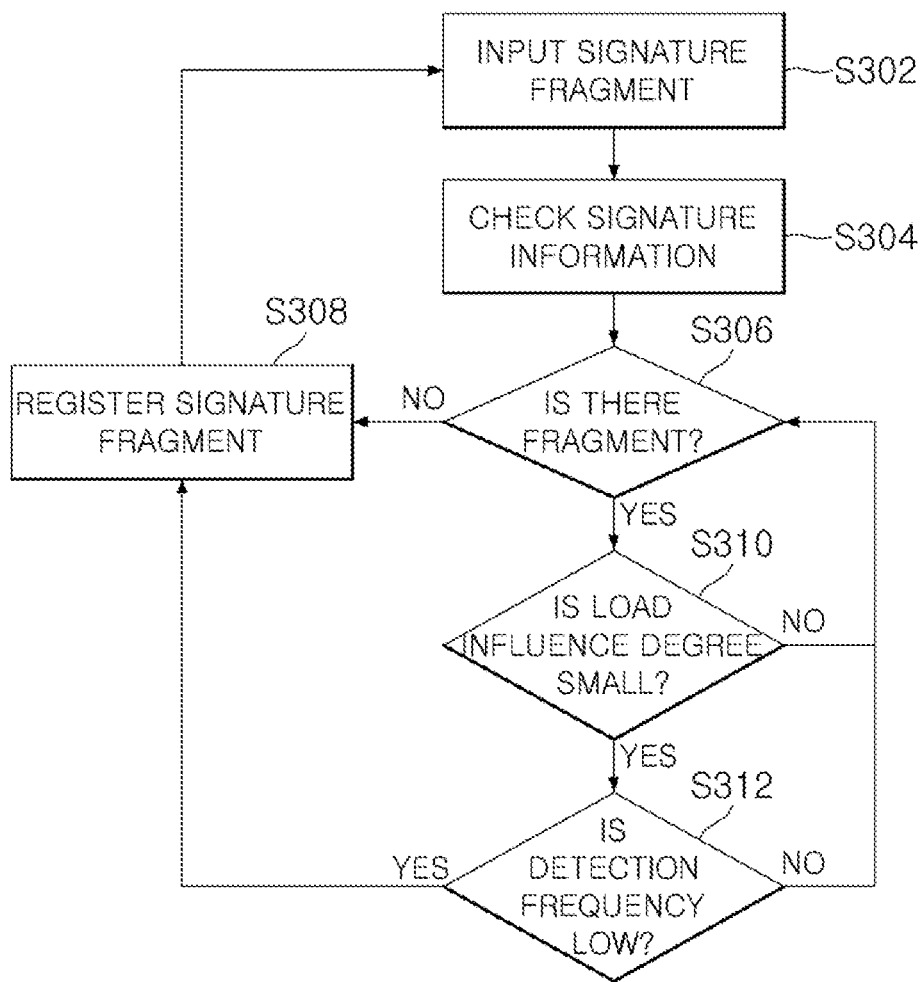 INPUT SIGNATURE
FRAGMENT
S302
CHECK SIGNATURE
INFORMATION
S304
S308
REGISTER SIGNATURE
FRAGMENT
S306
NO
IS THERE
FRAGMENT?
YES
S310
IS LOAD
INFLUENCE DEGREE
SMALL?
NO
YES
S312
YES
IS
DETECTION
FREQUENCY
LOW?
NO